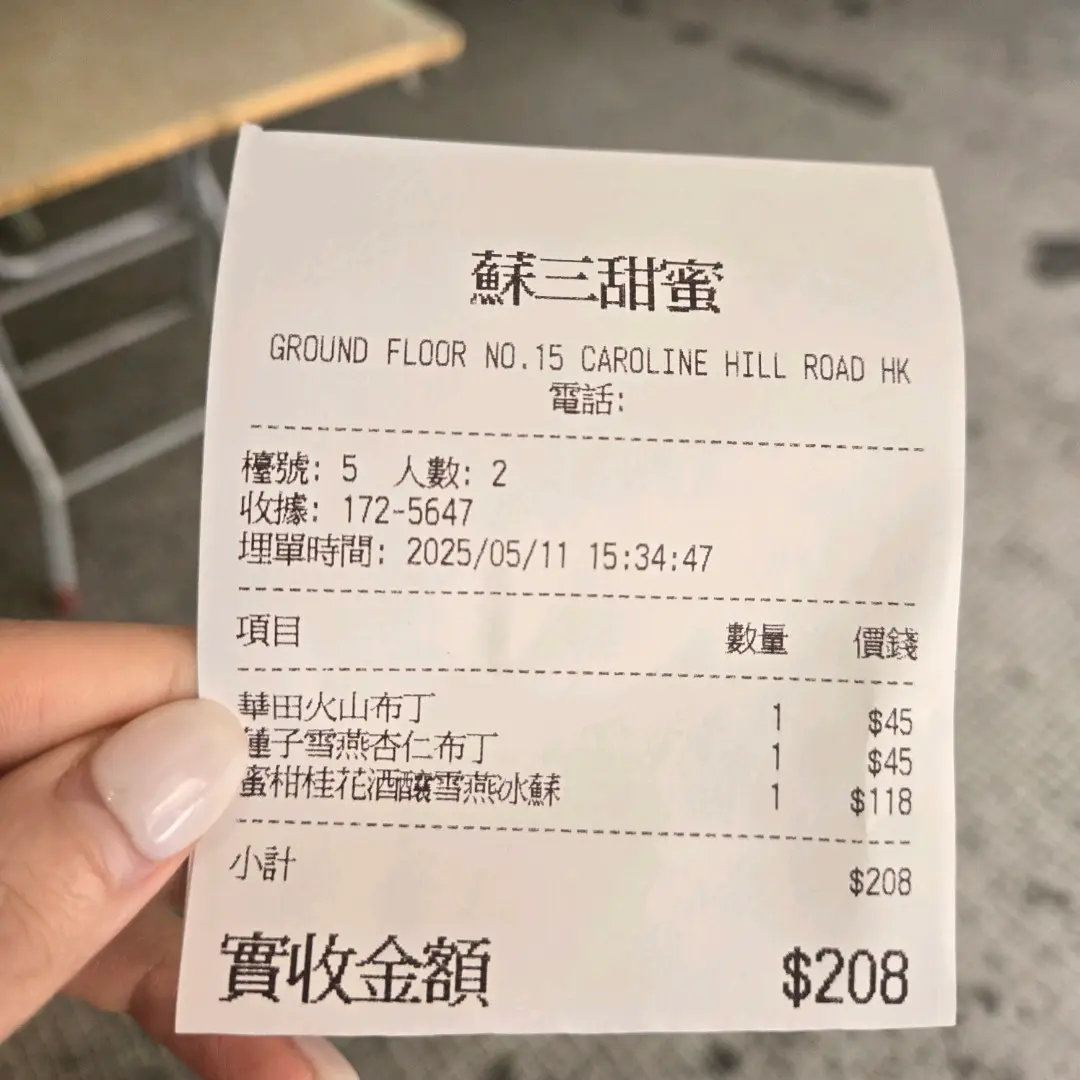 蘇三甜蜜
GROUND FLOOR NO.15 CAROLINE HILL ROAD HK
電話:
檯號: 5 人數: 2
收據: 172-5647
埋單時間: 2025/05/11 15:34:47
項目 數量 價錢
華田火山布丁 1 $45
蓮子雪燕杏仁布丁 1 $45
蜜柑桂花酒釀雪燕冰蘇 1 $118
小計 $208
實收金額 $208